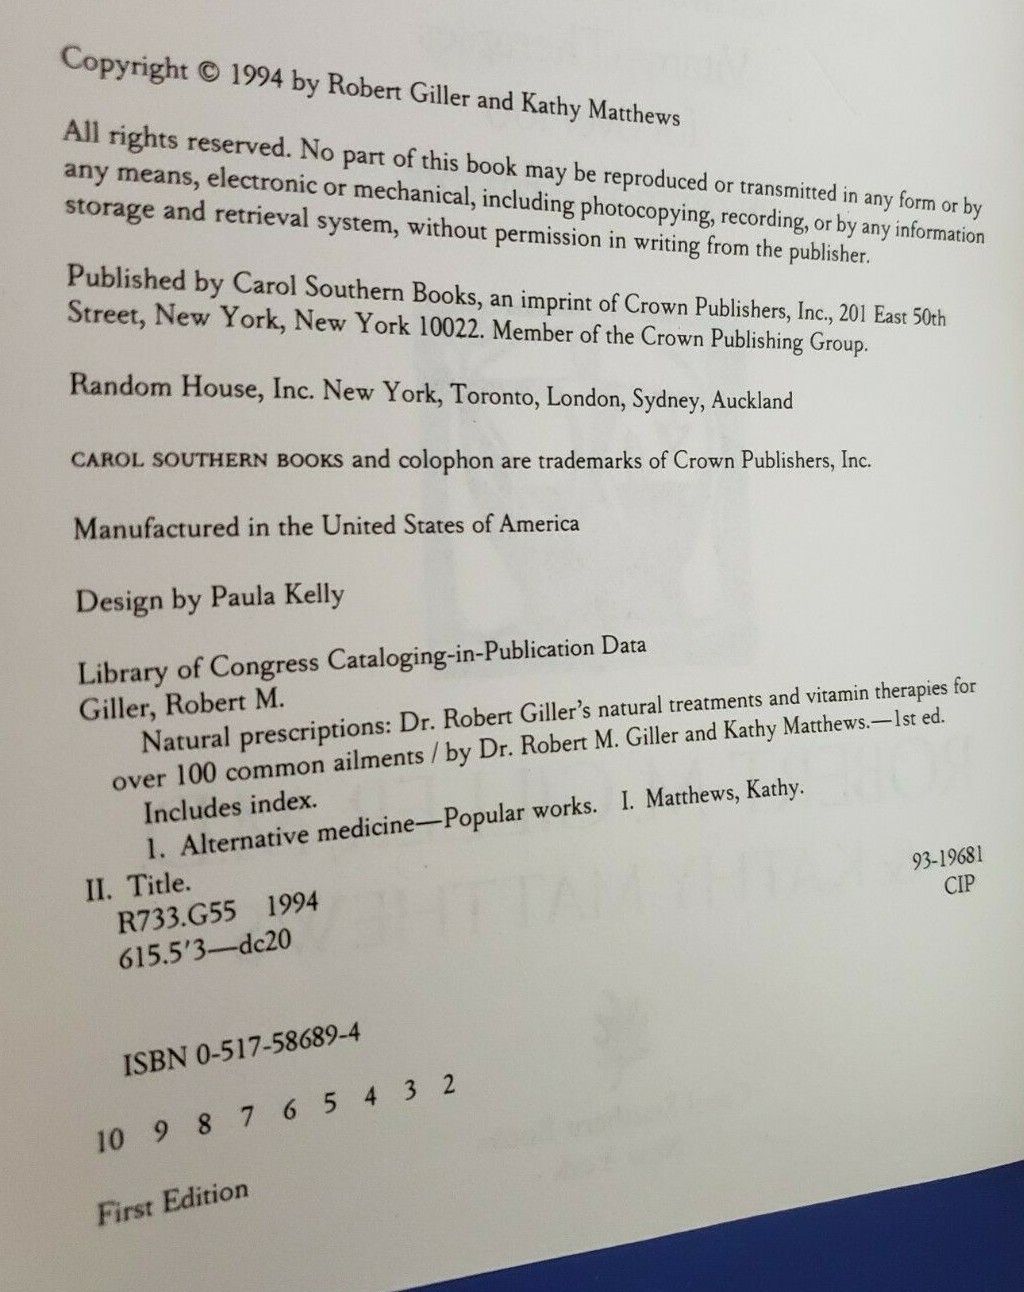 Copyright © 1994 by Robert Giller and Kathy Matthews
All rights reserved. No part of this book may be reproduced or transmitted in any form or by
any means, electronic or mechanical, including photocopying, recording, or by any information
storage and retrieval system, without permission in writing from the publisher.
Published by Carol Southern Books, an imprint of Crown Publishers, Inc., 201 East 50th
Street, New York, New York 10022. Member of the Crown Publishing Group.
Random House, Inc. New York, Toronto, London, Sydney, Auckland
CAROL SOUTHERN BOOKS and colophon are trademarks of Crown Publishers, Inc.
Manufactured in the United States of America
Design by Paula Kelly
Library of Congress Cataloging-in-Publication Data
Giller, Robert M.
Natural prescriptions: Dr. Robert Giller's natural treatments and vitamin therapies for
over 100 common ailments / by Dr. Robert M. Giller and Kathy Matthews.—1st ed.
Includes index.
1. Alternative medicine—Popular works. I. Matthews, Kathy.
II. Title.
R733.G55 1994
615.5'3—dc20
93-19681
CIP
ISBN 0-517-58689-4
10 9 8 7 6 5 4 3 2
First Edition